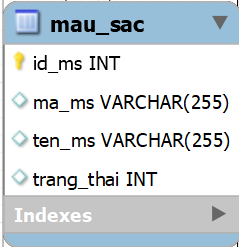 mau_sac
id_ms INT
ma_ms VARCHAR(255)
ten_ms VARCHAR(255)
trang_thai INT
Indexes